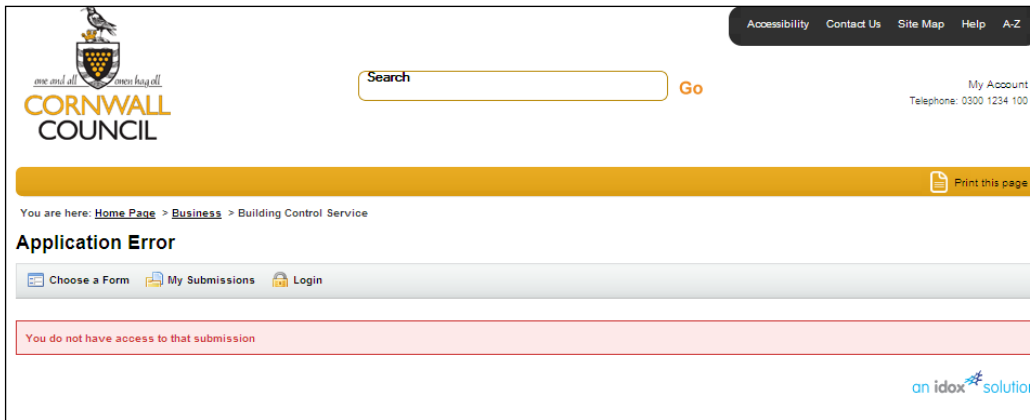 Accessibility Contact Us Site Map Help A-Z
one and all onen hag oll
CORNWALL
COUNCIL
Search
Go
My Account
Telephone: 0300 1234 100
Print this page
You are here: Home Page > Business > Building Control Service
Application Error
Choose a Form My Submissions Login
You do not have access to that submission
an idox solution